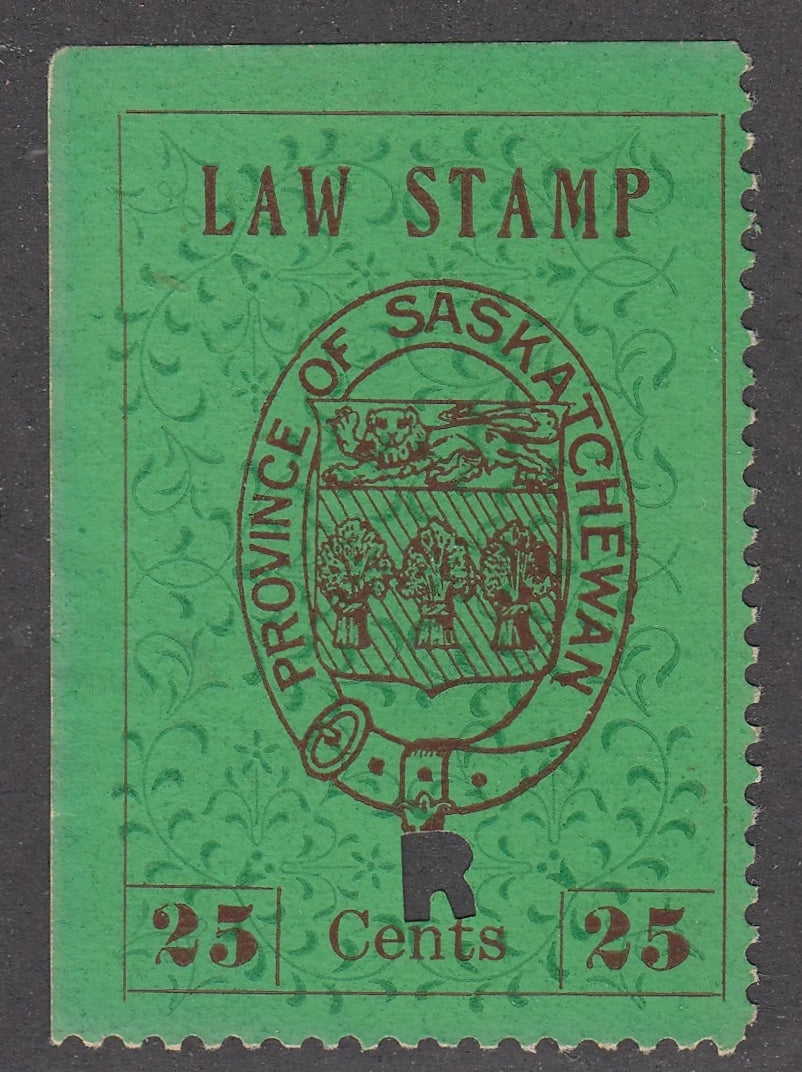 LAW STAMP
PROVINCE OF SASKATCHEWAN
R
25 Cents 25